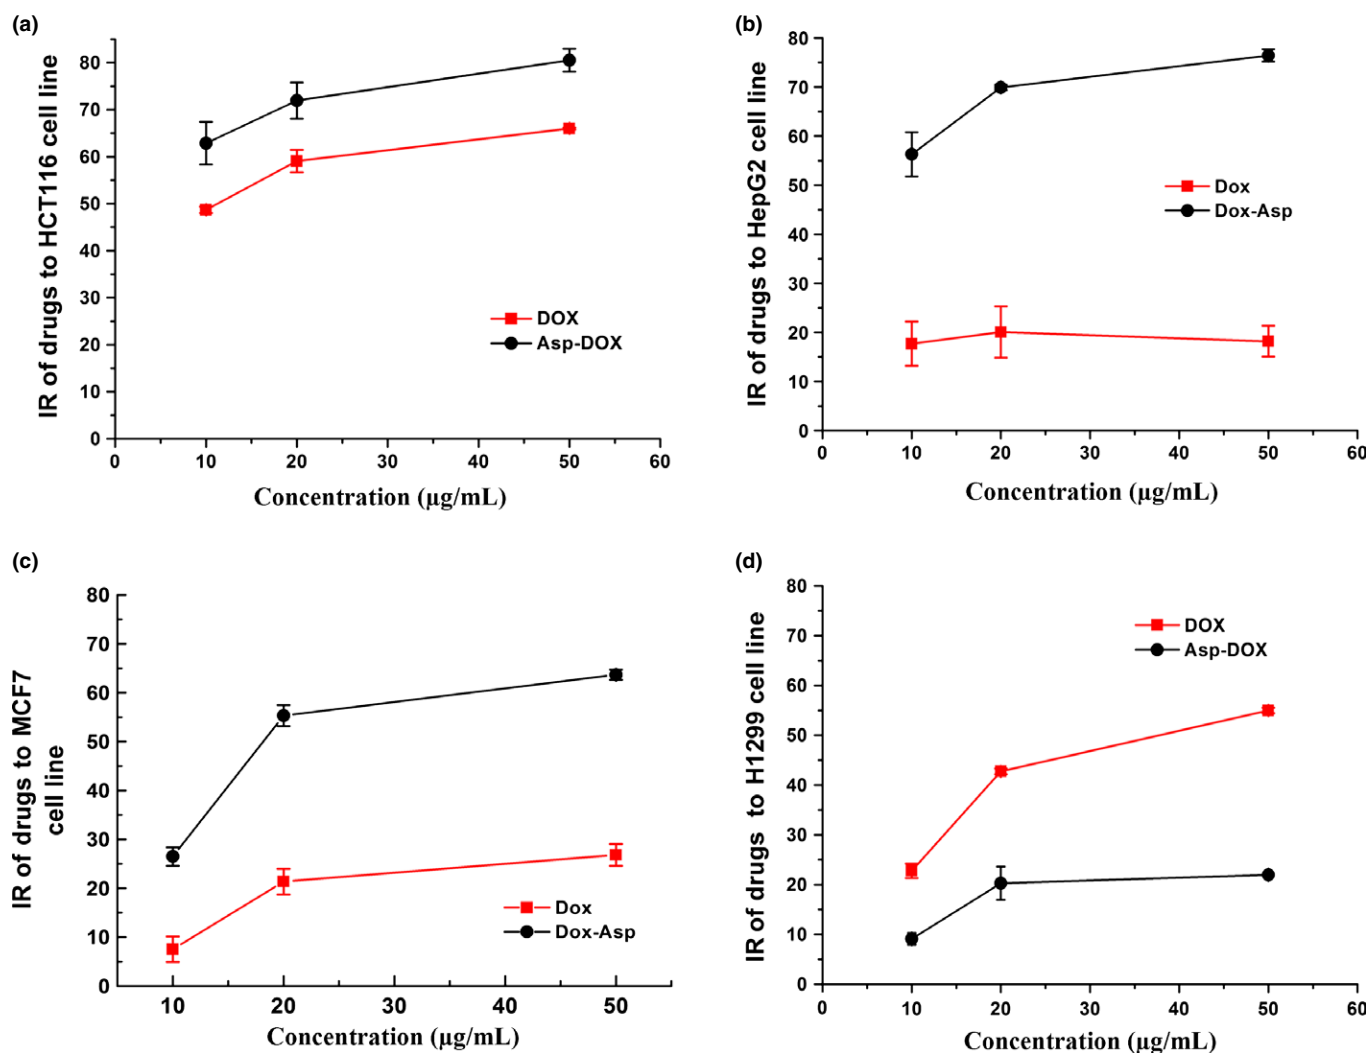 (a)
IR of drugs to HCT116 cell line
80
70
60
50
40
30
20
10
0
0 10 20 30 40 50 60
DOX
Asp-DOX
Concentration (μg/mL)
(b)
IR of drugs to HepG2 cell line
80
70
60
50
40
30
20
10
0
0 10 20 30 40 50 60
Dox
Dox-Asp
Concentration (μg/mL)
(c)
IR of drugs to MCF7
cell line
80
70
60
50
40
30
20
10
0
10 20 30 40 50
Dox
Dox-Asp
Concentration (μg/mL)
(d)
IR of drugs to H1299 cell line
80
70
60
50
40
30
20
10
0
0 10 20 30 40 50 60
DOX
Asp-DOX
Concentration (μg/mL)